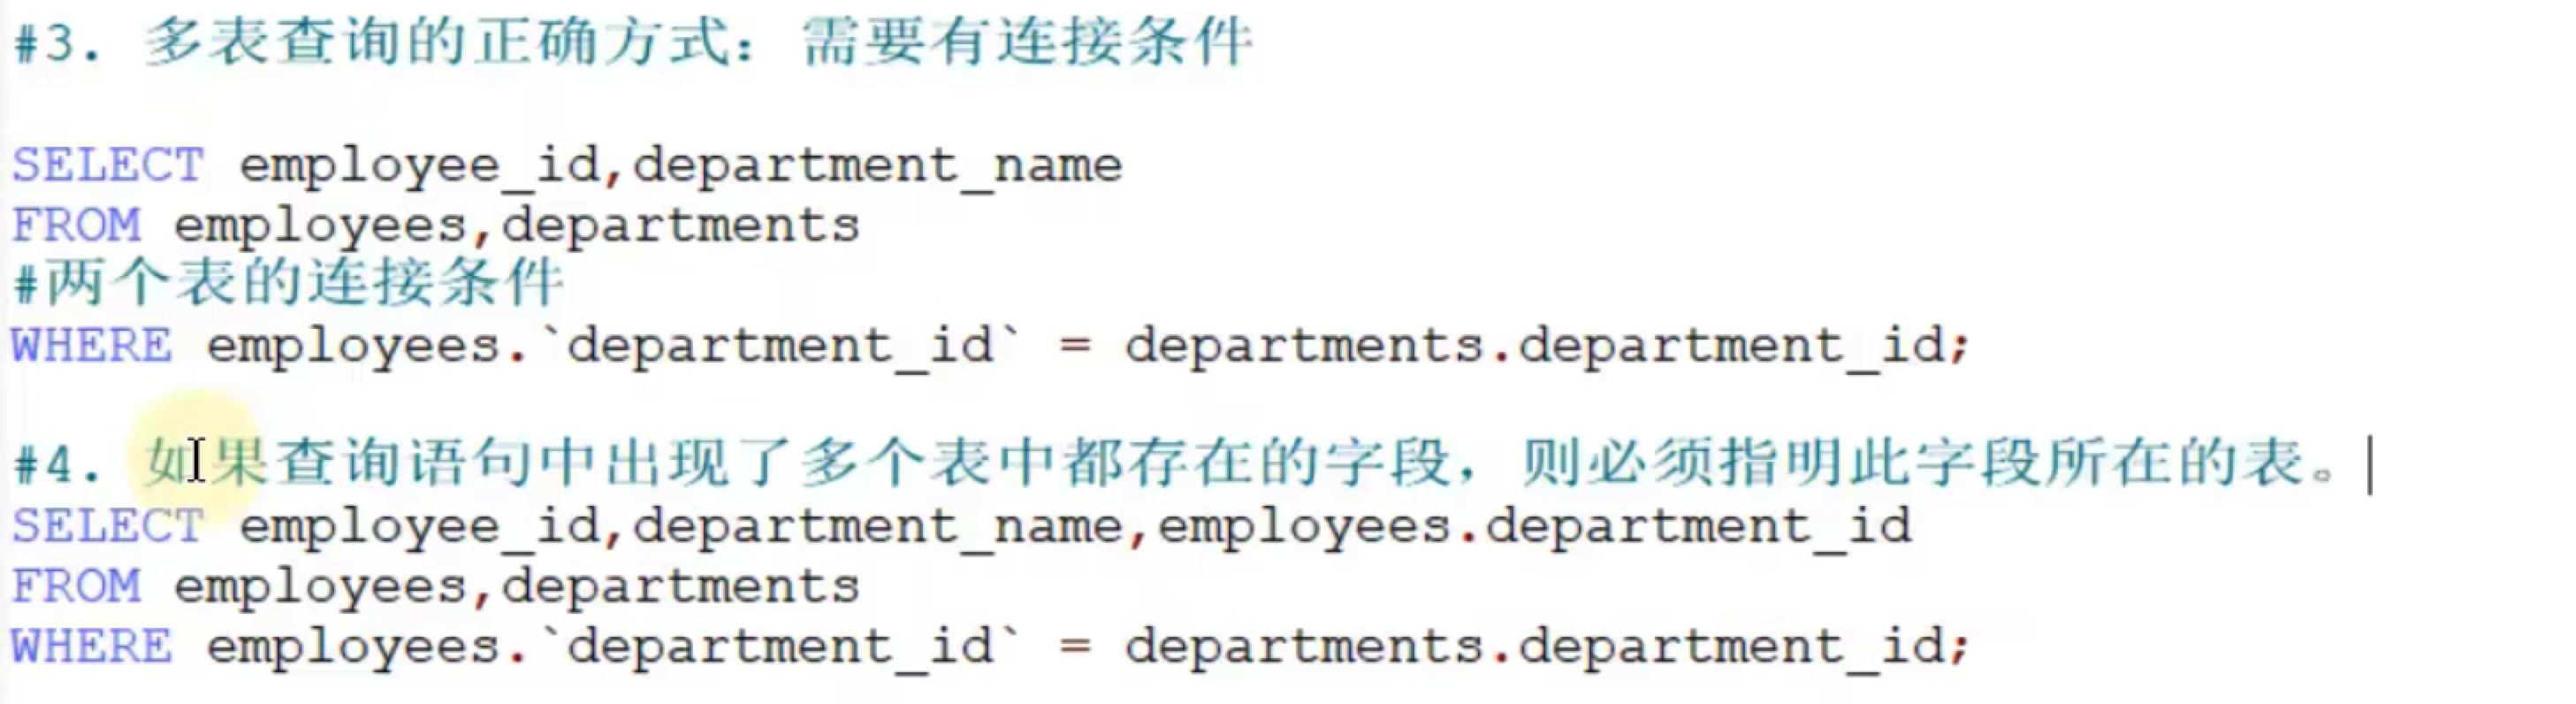 #3. 多表查询的正确方式：需要有连接条件
SELECT employee_id,department_name
FROM employees,departments
#两个表的连接条件
WHERE employees.`department_id` = departments.department_id;
#4. 如果查询语句中出现了多个表中都存在的字段，则必须指明此字段所在的表。
SELECT employee_id,department_name,employees.department_id
FROM employees,departments
WHERE employees.`department_id` = departments.department_id;